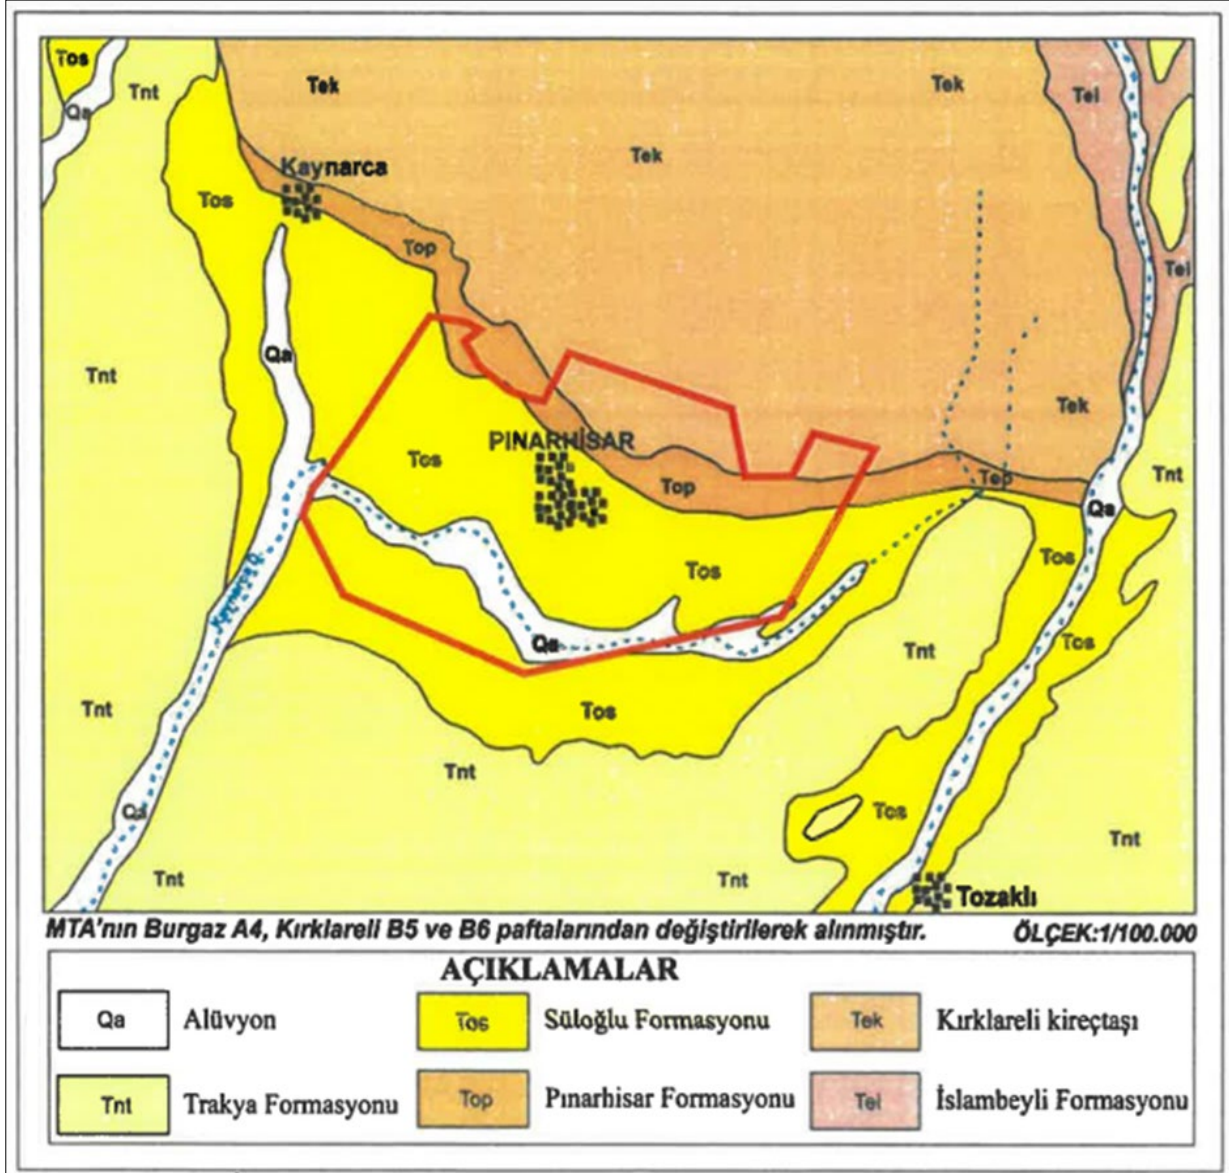 Tos
Tnt
Tek
Tek
Tel
Qa
Kaynarca
Tek
Tos
Top
Tel
Qa
Tnt
Tek
PINARHİSAR
Tos
Tnt
Top
Top
Qa
Tos
Tos
Kaynarca D.
Qa
Tnt
Tos
Tnt
Tos
Tnt
Qa
Tos
Tnt
Tnt
Tnt
Tozaklı
MTA'nın Burgaz A4, Kırklareli B5 ve B6 paftalarından değiştirilerek alınmıştır.
ÖLÇEK:1/100.000
AÇIKLAMALAR
Qa Alüvyon
Tos Süloğlu Formasyonu
Tek Kırklareli kireçtaşı
Tnt Trakya Formasyonu
Top Pınarhisar Formasyonu
Tel İslambeyli Formasyonu